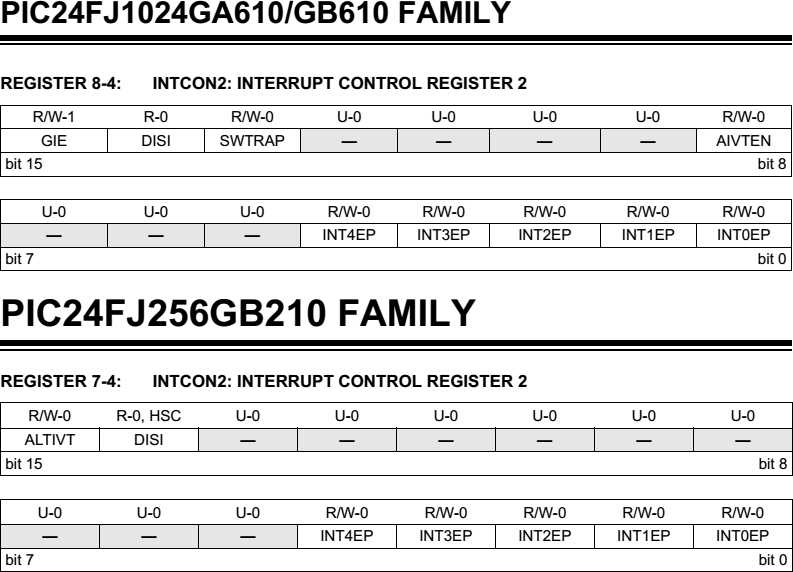 PIC24FJ1024GA610/GB610 FAMILY
REGISTER 8-4: INTCON2: INTERRUPT CONTROL REGISTER 2
R/W-1 R-0 R/W-0 U-0 U-0 U-0 U-0 R/W-0
GIE DISI SWTRAP — — — — AIVTEN
bit 15 bit 8
U-0 U-0 U-0 R/W-0 R/W-0 R/W-0 R/W-0 R/W-0
— — — INT4EP INT3EP INT2EP INT1EP INT0EP
bit 7 bit 0
PIC24FJ256GB210 FAMILY
REGISTER 7-4: INTCON2: INTERRUPT CONTROL REGISTER 2
R/W-0 R-0, HSC U-0 U-0 U-0 U-0 U-0 U-0
ALTIVT DISI — — — — — —
bit 15 bit 8
U-0 U-0 U-0 R/W-0 R/W-0 R/W-0 R/W-0 R/W-0
— — — INT4EP INT3EP INT2EP INT1EP INT0EP
bit 7 bit 0